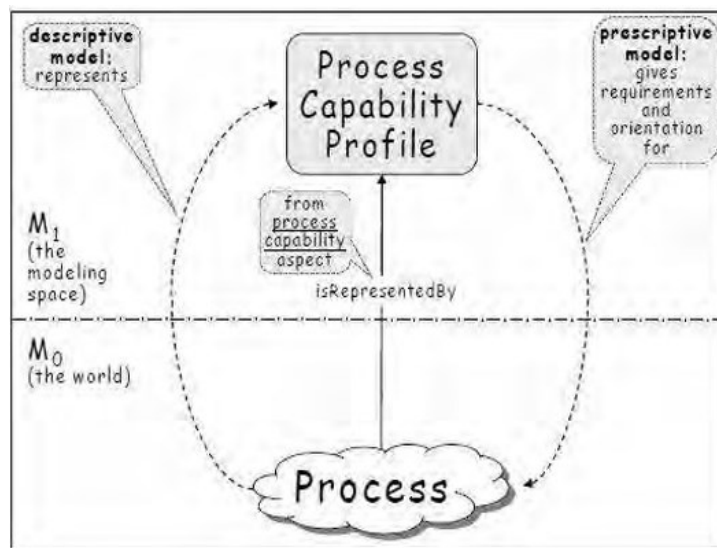 descriptive
model:
represents
Process
Capability
Profile
prescriptive
model:
gives
requirements
and
orientation
for
from
process
capability
aspect
M1
(the
modeling
space)
isRepresentedBy
M0
(the world)
Process